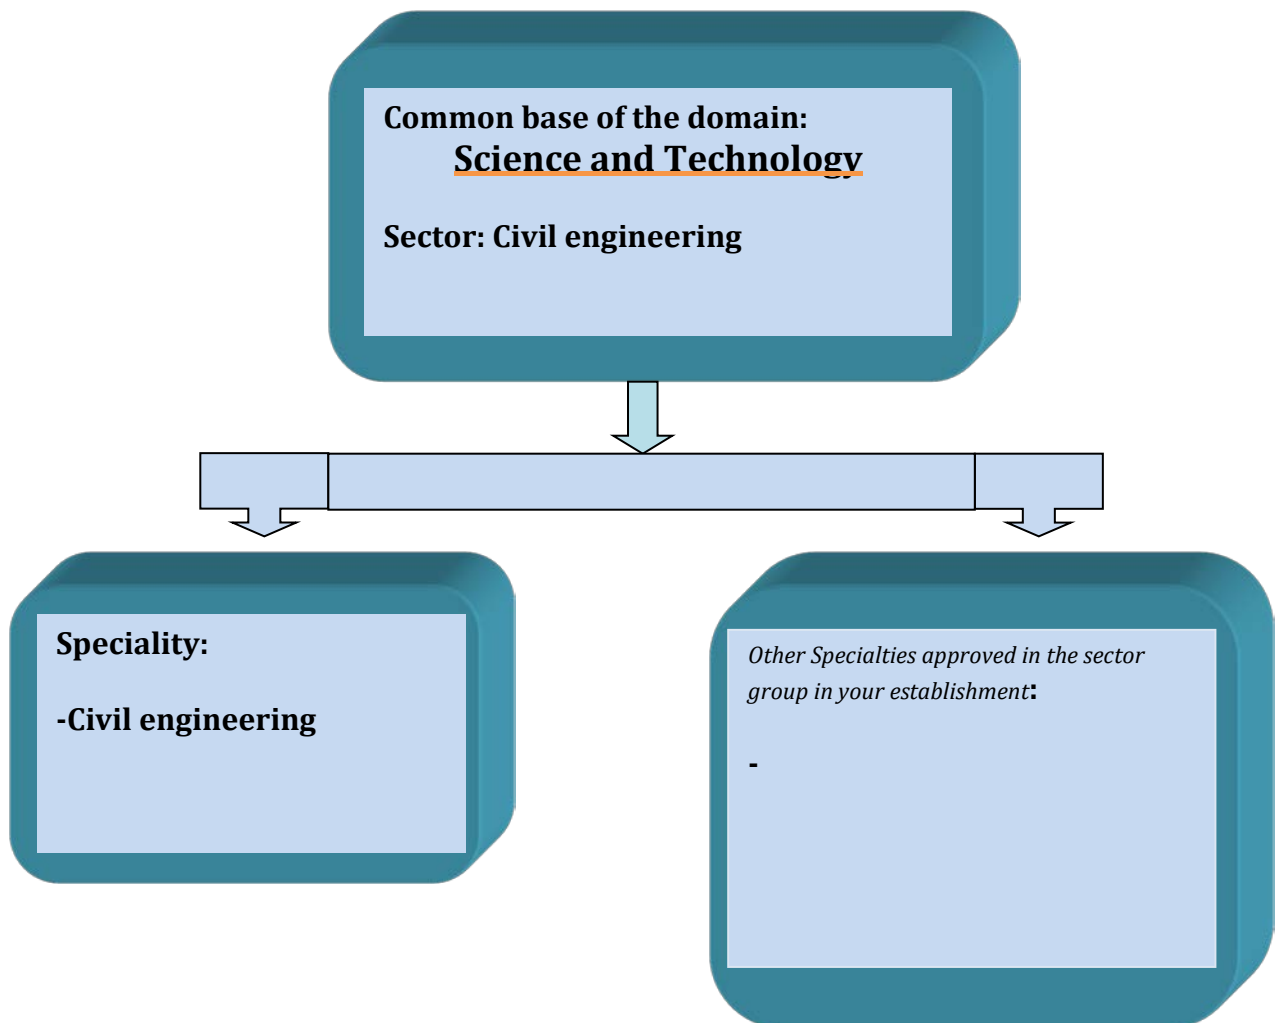 Common base of the domain:
Science and Technology
Sector: Civil engineering
Speciality:
-Civil engineering
Other Specialties approved in the sector
group in your establishment:
-